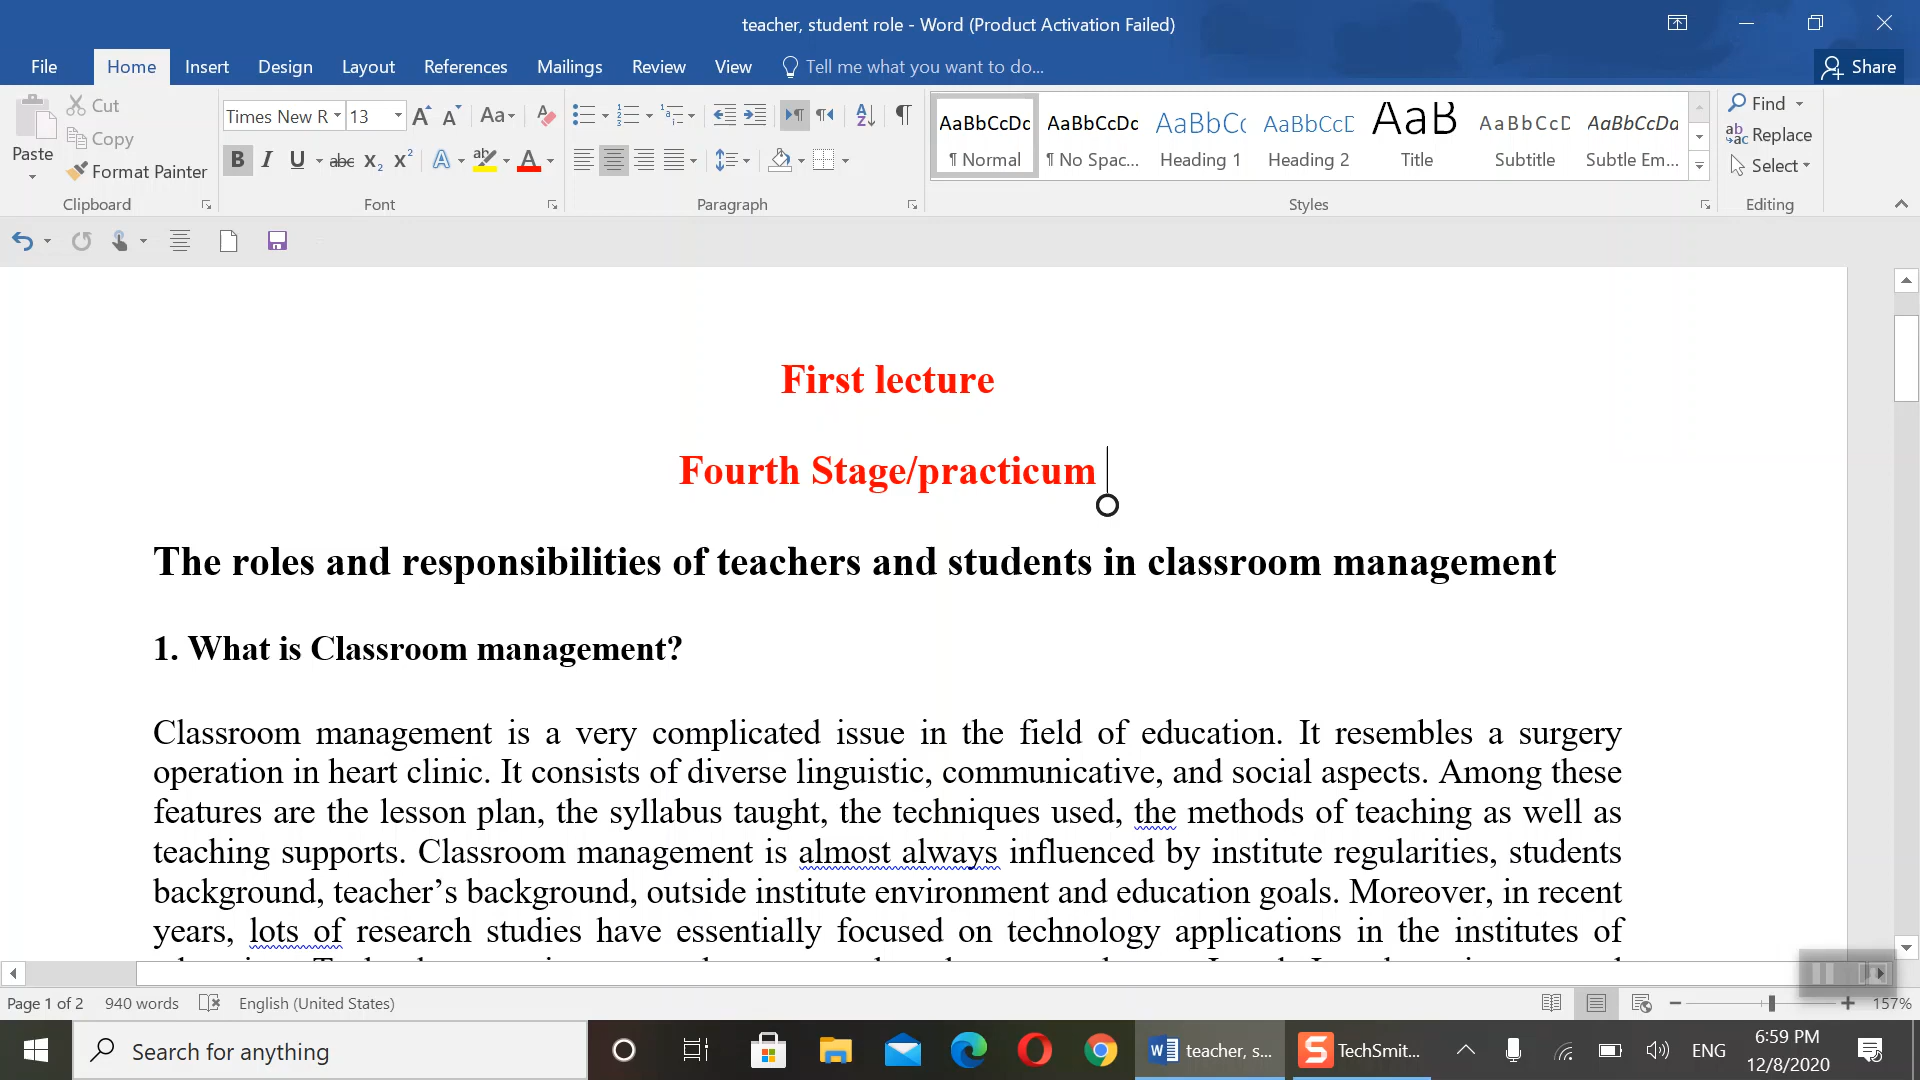 teacher, student role - Word (Product Activation Failed)
File Home Insert Design Layout References Mailings Review View Tell me what you want to do... Share
Paste Cut Copy Format Painter Clipboard
Times New R 13 Aa
B I U abc X₂ X² A ab A Font
Paragraph
AaBbCcDc AaBbCcDc AaBbC AaBbCcD AaB AaBbCcD AaBbCcDa
¶ Normal ¶ No Spac... Heading 1 Heading 2 Title Subtitle Subtle Em...
Styles
Find Replace Select Editing
First lecture
Fourth Stage/practicum
The roles and responsibilities of teachers and students in classroom management
1. What is Classroom management?
Classroom management is a very complicated issue in the field of education. It resembles a surgery
operation in heart clinic. It consists of diverse linguistic, communicative, and social aspects. Among these
features are the lesson plan, the syllabus taught, the techniques used, the methods of teaching as well as
teaching supports. Classroom management is almost always influenced by institute regularities, students
background, teacher’s background, outside institute environment and education goals. Moreover, in recent
years, lots of research studies have essentially focused on technology applications in the institutes of
Page 1 of 2 940 words English (United States) 157%
Search for anything teacher, s... TechSmit... ENG 6:59 PM
12/8/2020